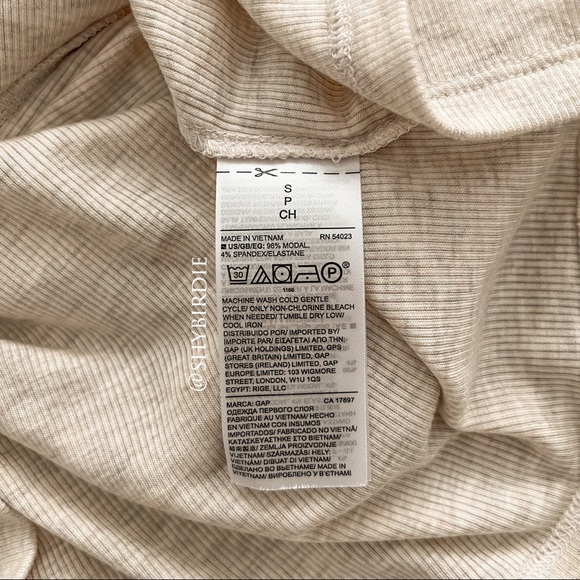 S
P
CH
MADE IN VIETNAM RN 54023
US/GB/EG: 96% MODAL,
4% SPANDEX/ELASTANE
30 P
1166
MACHINE WASH COLD GENTLE
CYCLE/ ONLY NON-CHLORINE BLEACH
WHEN NEEDED/ TUMBLE DRY LOW/
COOL IRON
DISTRIBUIDO POR/ IMPORTED BY/
IMPORTE PAR/ ΕΙΣΑΓΕΤΑΙ ΑΠΟ ΤΗΝ:
GAP (UK HOLDINGS) LIMITED, GPS
(GREAT BRITAIN) LIMITED, GAP
STORES (IRELAND) LIMITED, GAP
EUROPE LIMITED: 103 WIGMORE
STREET, LONDON, W1U 1QS
EGYPT: RIGE, LLC
MARCA: GAP CA 17897
ОДЕЖДА ПЕРВОГО СЛОЯ
FABRIQUE AU VIETNAM/ HECHO
EN VIETNAM CON INSUMOS
IMPORTADOS/ FABRICADO NO VIETNÃ/
ΚΑΤΑΣΚΕΥΑΣΤΗΚΕ ΣΤΟ ΒΙΕΤΝΑΜ/
ZEMLJA PROIZVODNJE
VIJETNAM/ SZÁRMAZÁSI HELY:
VIETNAM/ DIBUAT DI VIETNAM/
СДЕЛАНО ВО ВЬЕТНАМЕ/ MADE IN
VIETNAM/ ВИРОБЛЕНО У В'ЄТНАМІ
@SHYBIRDIE